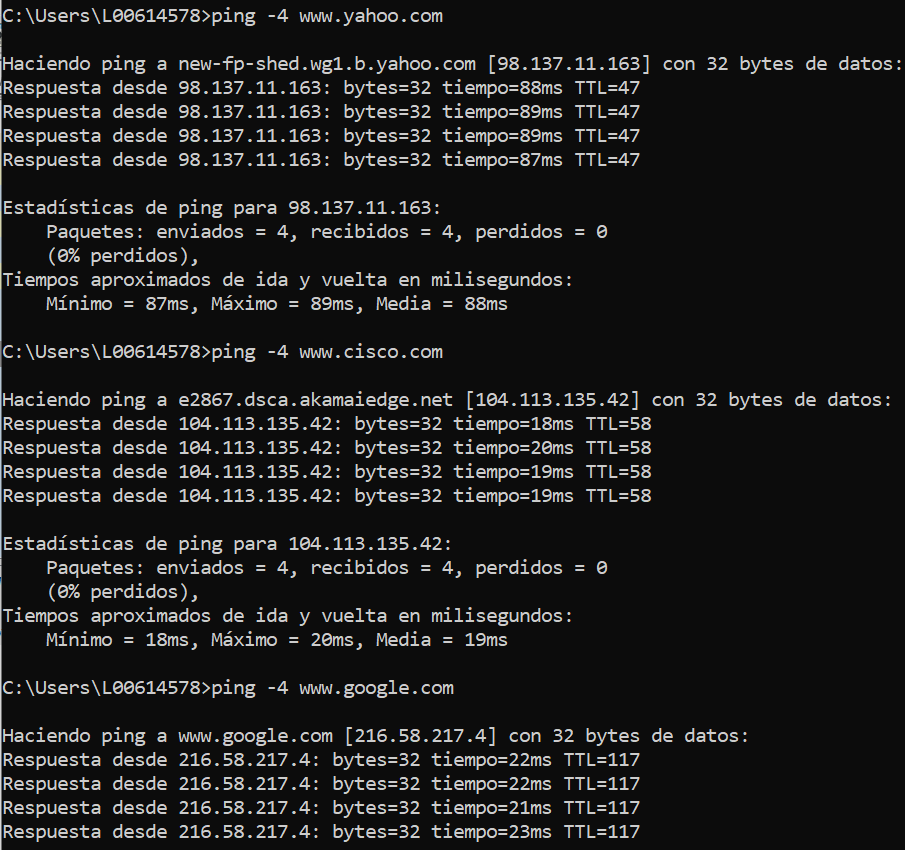 C:\Users\L00614578>ping -4 www.yahoo.com
Haciendo ping a new-fp-shed.wg1.b.yahoo.com [98.137.11.163] con 32 bytes de datos:
Respuesta desde 98.137.11.163: bytes=32 tiempo=88ms TTL=47
Respuesta desde 98.137.11.163: bytes=32 tiempo=89ms TTL=47
Respuesta desde 98.137.11.163: bytes=32 tiempo=89ms TTL=47
Respuesta desde 98.137.11.163: bytes=32 tiempo=87ms TTL=47
Estadísticas de ping para 98.137.11.163:
Paquetes: enviados = 4, recibidos = 4, perdidos = 0
(0% perdidos),
Tiempos aproximados de ida y vuelta en milisegundos:
Mínimo = 87ms, Máximo = 89ms, Media = 88ms
C:\Users\L00614578>ping -4 www.cisco.com
Haciendo ping a e2867.dsca.akamaiedge.net [104.113.135.42] con 32 bytes de datos:
Respuesta desde 104.113.135.42: bytes=32 tiempo=18ms TTL=58
Respuesta desde 104.113.135.42: bytes=32 tiempo=20ms TTL=58
Respuesta desde 104.113.135.42: bytes=32 tiempo=19ms TTL=58
Respuesta desde 104.113.135.42: bytes=32 tiempo=19ms TTL=58
Estadísticas de ping para 104.113.135.42:
Paquetes: enviados = 4, recibidos = 4, perdidos = 0
(0% perdidos),
Tiempos aproximados de ida y vuelta en milisegundos:
Mínimo = 18ms, Máximo = 20ms, Media = 19ms
C:\Users\L00614578>ping -4 www.google.com
Haciendo ping a www.google.com [216.58.217.4] con 32 bytes de datos:
Respuesta desde 216.58.217.4: bytes=32 tiempo=22ms TTL=117
Respuesta desde 216.58.217.4: bytes=32 tiempo=22ms TTL=117
Respuesta desde 216.58.217.4: bytes=32 tiempo=21ms TTL=117
Respuesta desde 216.58.217.4: bytes=32 tiempo=23ms TTL=117